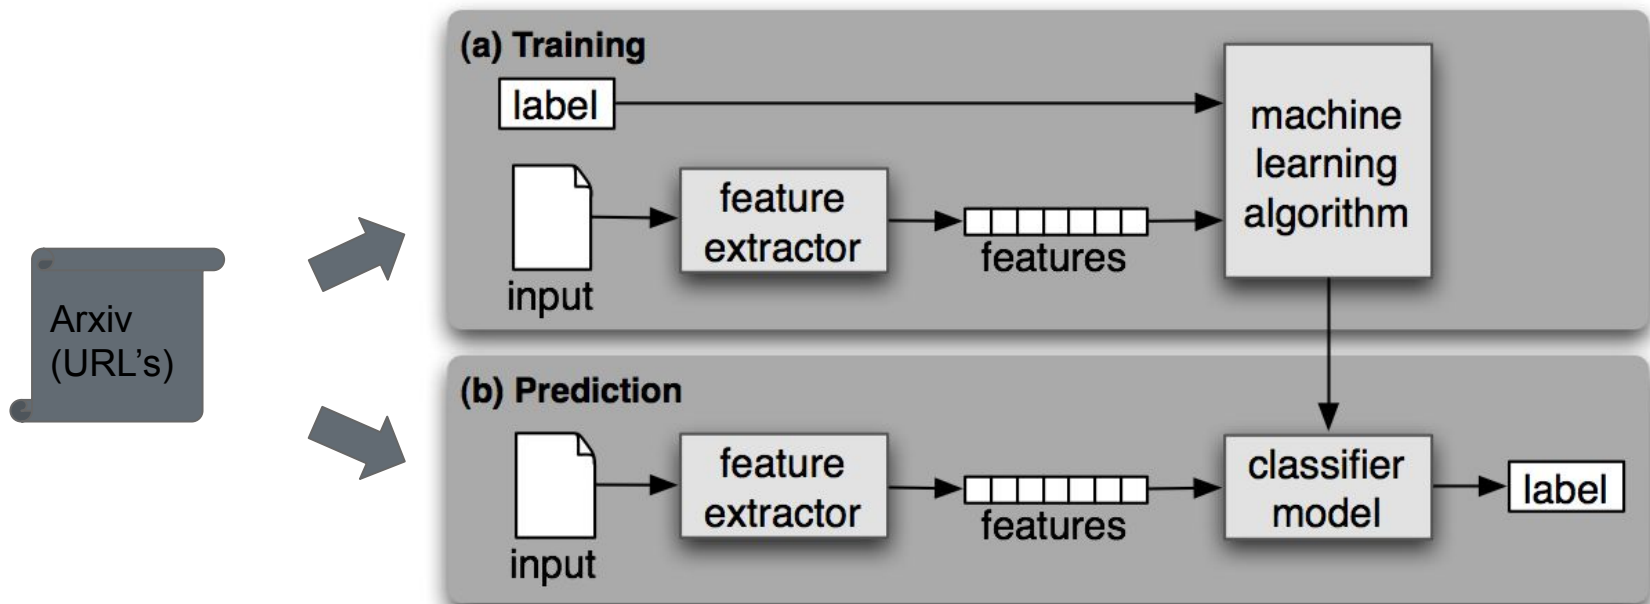 Arxiv
(URL’s)
(a) Training
label
input
feature
extractor
features
machine
learning
algorithm
(b) Prediction
input
feature
extractor
features
classifier
model
label